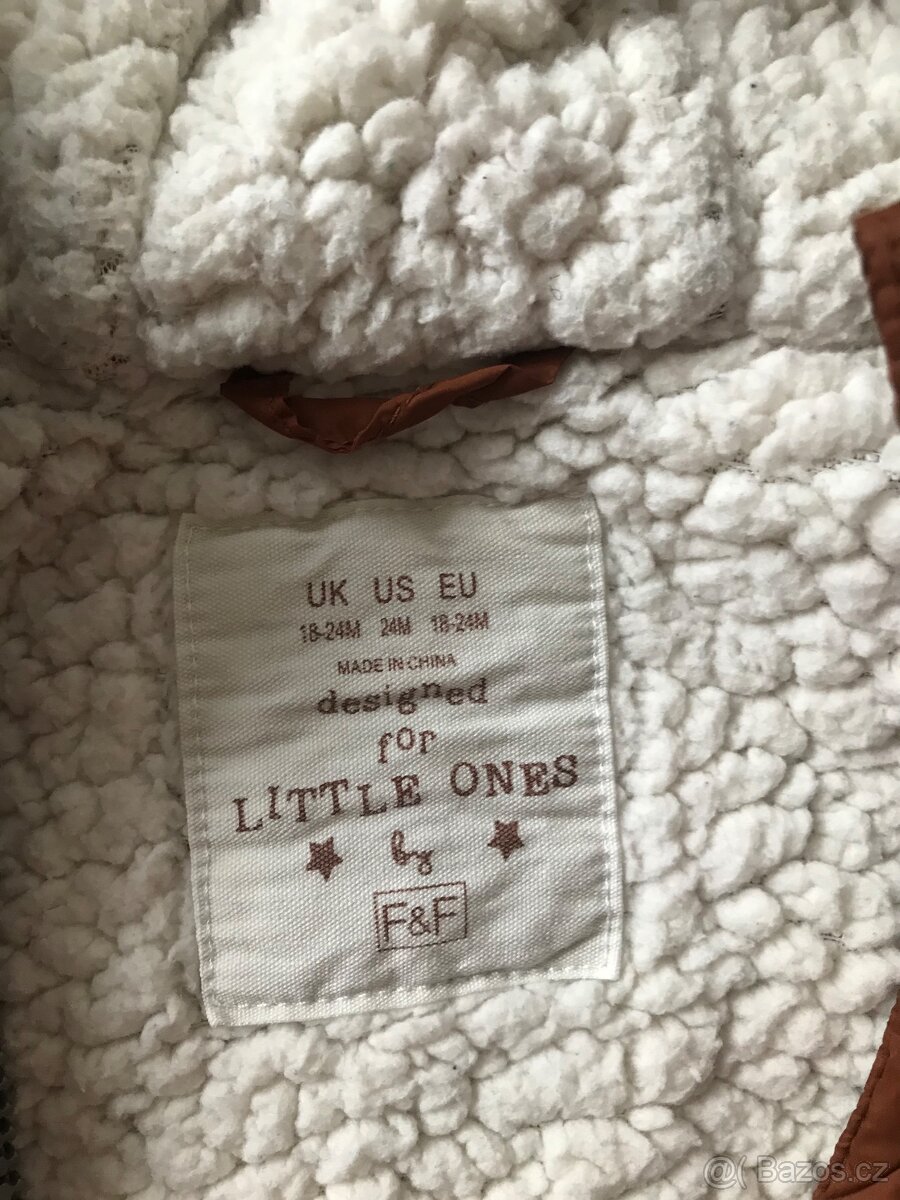 UK US EU
18-24M 24M 18-24M
MADE IN CHINA
designed
for
LITTLE ONES
by
F&F
@( Bazos.cz